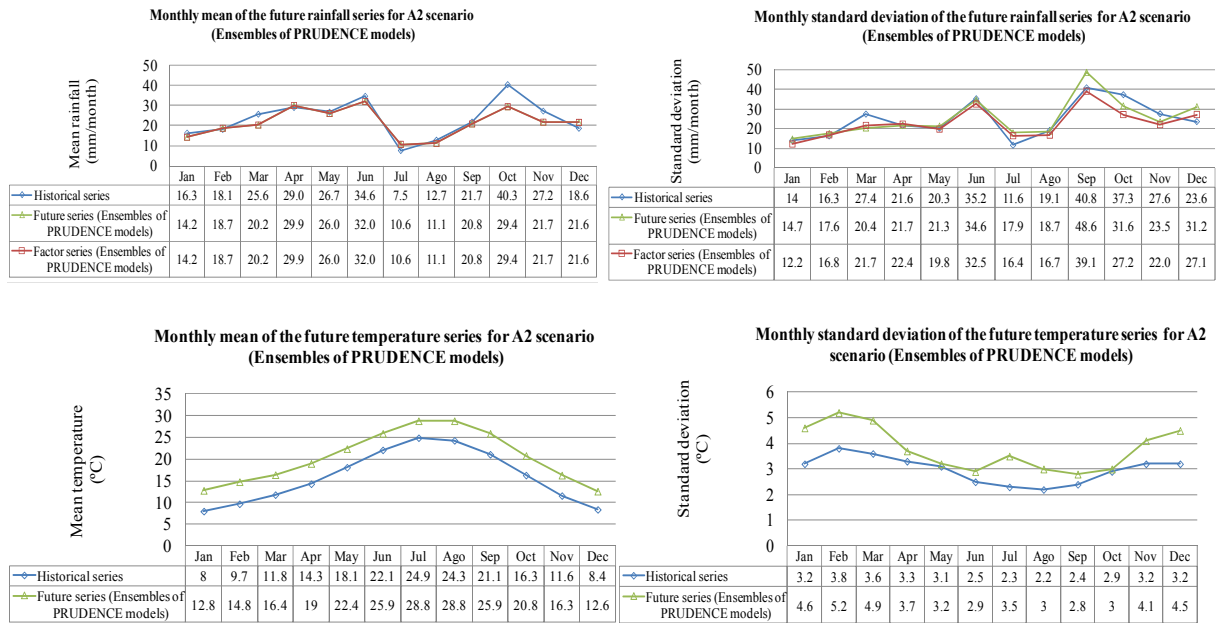 Monthly mean of the future rainfall series for A2 scenario
(Ensembles of PRUDENCE models)
Mean rainfall
(mm/month)
50
40
30
20
10
0
Jan Feb Mar Apr May Jun Jul Ago Sep Oct Nov Dec
Historical series 16.3 18.1 25.6 29.0 26.7 34.6 7.5 12.7 21.7 40.3 27.2 18.6
Future series (Ensembles of
PRUDENCE models) 14.2 18.7 20.2 29.9 26.0 32.0 10.6 11.1 20.8 29.4 21.7 21.6
Factor series (Ensembles of
PRUDENCE models) 14.2 18.7 20.2 29.9 26.0 32.0 10.6 11.1 20.8 29.4 21.7 21.6
Monthly standard deviation of the future rainfall series for A2 scenario
(Ensembles of PRUDENCE models)
Standard deviation
(mm/month)
50
40
30
20
10
0
Jan Feb Mar Apr May Jun Jul Ago Sep Oct Nov Dec
Historical series 14 16.3 27.4 21.6 20.3 35.2 11.6 19.1 40.8 37.3 27.6 23.6
Future series (Ensembles of
PRUDENCE models) 14.7 17.6 20.4 21.7 21.3 34.6 17.9 18.7 48.6 31.6 23.5 31.2
Factor series (Ensembles of
PRUDENCE models) 12.2 16.8 21.7 22.4 19.8 32.5 16.4 16.7 39.1 27.2 22.0 27.1
Monthly mean of the future temperature series for A2 scenario
(Ensembles of PRUDENCE models)
Mean temperature
(ºC)
35
30
25
20
15
10
5
0
Jan Feb Mar Apr May Jun Jul Ago Sep Oct Nov Dec
Historical series 8 9.7 11.8 14.3 18.1 22.1 24.9 24.3 21.1 16.3 11.6 8.4
Future series (Ensembles of
PRUDENCE models) 12.8 14.8 16.4 19 22.4 25.9 28.8 28.8 25.9 20.8 16.3 12.6
Monthly standard deviation of the future temperature series for A2
scenario (Ensembles of PRUDENCE models)
Standard deviation
(ºC)
6
5
4
3
2
1
0
Jan Feb Mar Apr May Jun Jul Ago Sep Oct Nov Dec
Historical series 3.2 3.8 3.6 3.3 3.1 2.5 2.3 2.2 2.4 2.9 3.2 3.2
Future series (Ensembles of
PRUDENCE models) 4.6 5.2 4.9 3.7 3.2 2.9 3.5 3 2.8 3 4.1 4.5